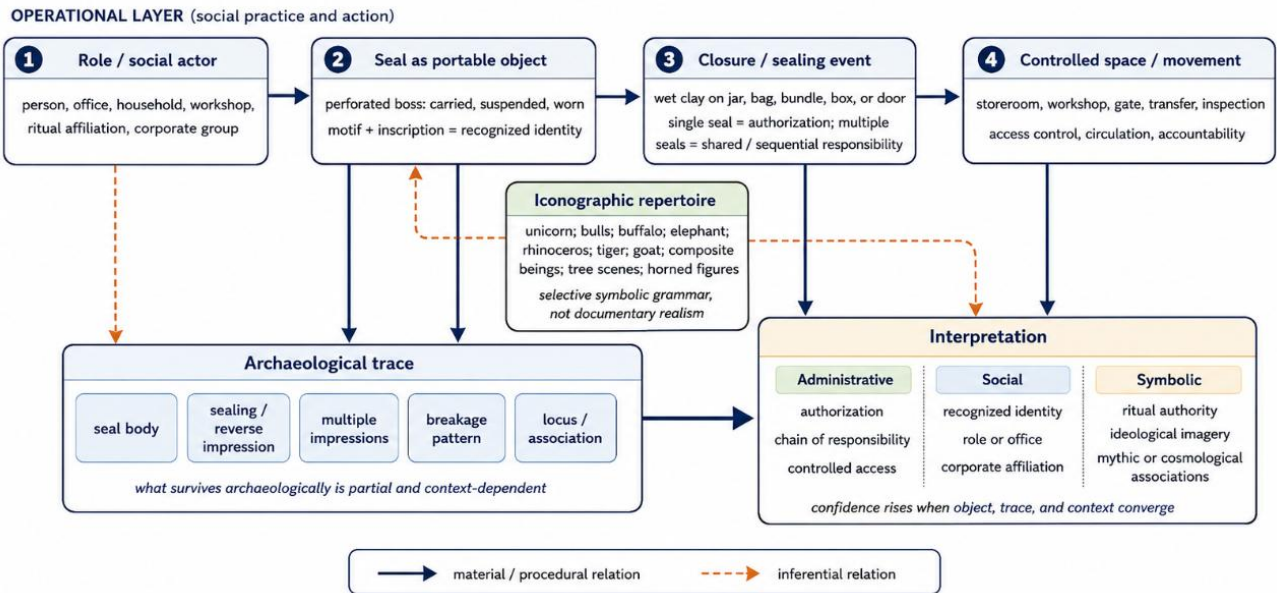 OPERATIONAL LAYER (social practice and action)
1 Role / social actor
person, office, household, workshop,
ritual affiliation, corporate group
2 Seal as portable object
perforated boss: carried, suspended, worn
motif + inscription = recognized identity
3 Closure / sealing event
wet clay on jar, bag, bundle, box, or door
single seal = authorization; multiple
seals = shared / sequential responsibility
4 Controlled space / movement
storeroom, workshop, gate, transfer, inspection
access control, circulation, accountability
Iconographic repertoire
unicorn; bulls; buffalo; elephant;
rhinoceros; tiger; goat; composite
beings; tree scenes; horned figures
selective symbolic grammar,
not documentary realism
Archaeological trace
seal body
sealing /
reverse
impression
multiple
impressions
breakage
pattern
locus /
association
what survives archaeologically is partial and context-dependent
Interpretation
Administrative
authorization
chain of responsibility
controlled access
Social
recognized identity
role or office
corporate affiliation
Symbolic
ritual authority
ideological imagery
mythic or cosmological
associations
confidence rises when object, trace, and context converge
material / procedural relation
inferential relation